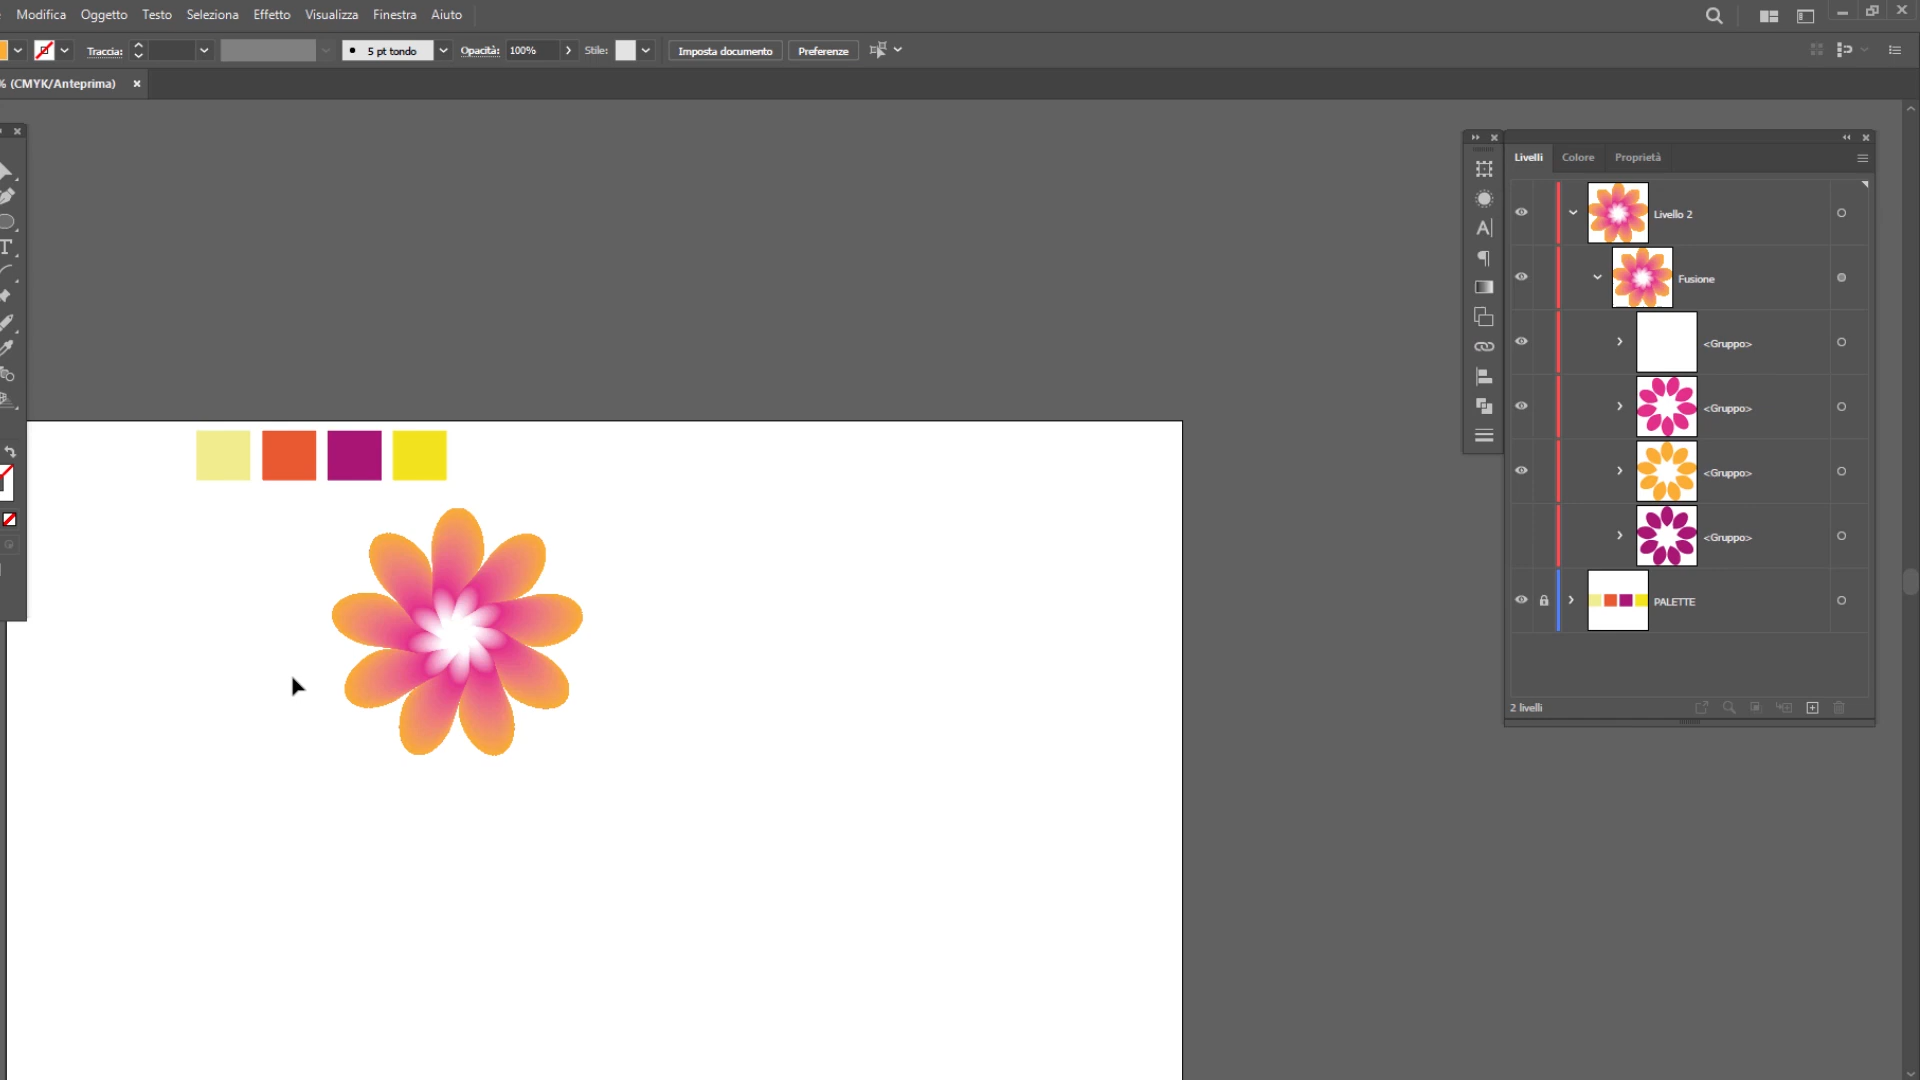 Modifica Oggetto Testo Seleziona Effetto Visualizza Finestra Aiuto
Traccia: 5 pt tondo Opacità: 100% Stile: Imposta documento Preferenze
% (CMYK/Anteprima)
Livelli Colore Proprietà
Livello 2
Fusione
<Gruppo>
<Gruppo>
<Gruppo>
<Gruppo>
PALETTE
2 livelli